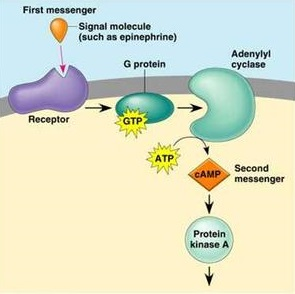 First messenger
Signal molecule
(such as epinephrine)
G protein
Adenylyl
cyclase
Receptor
GTP
ATP
cAMP
Second
messenger
Protein
kinase A